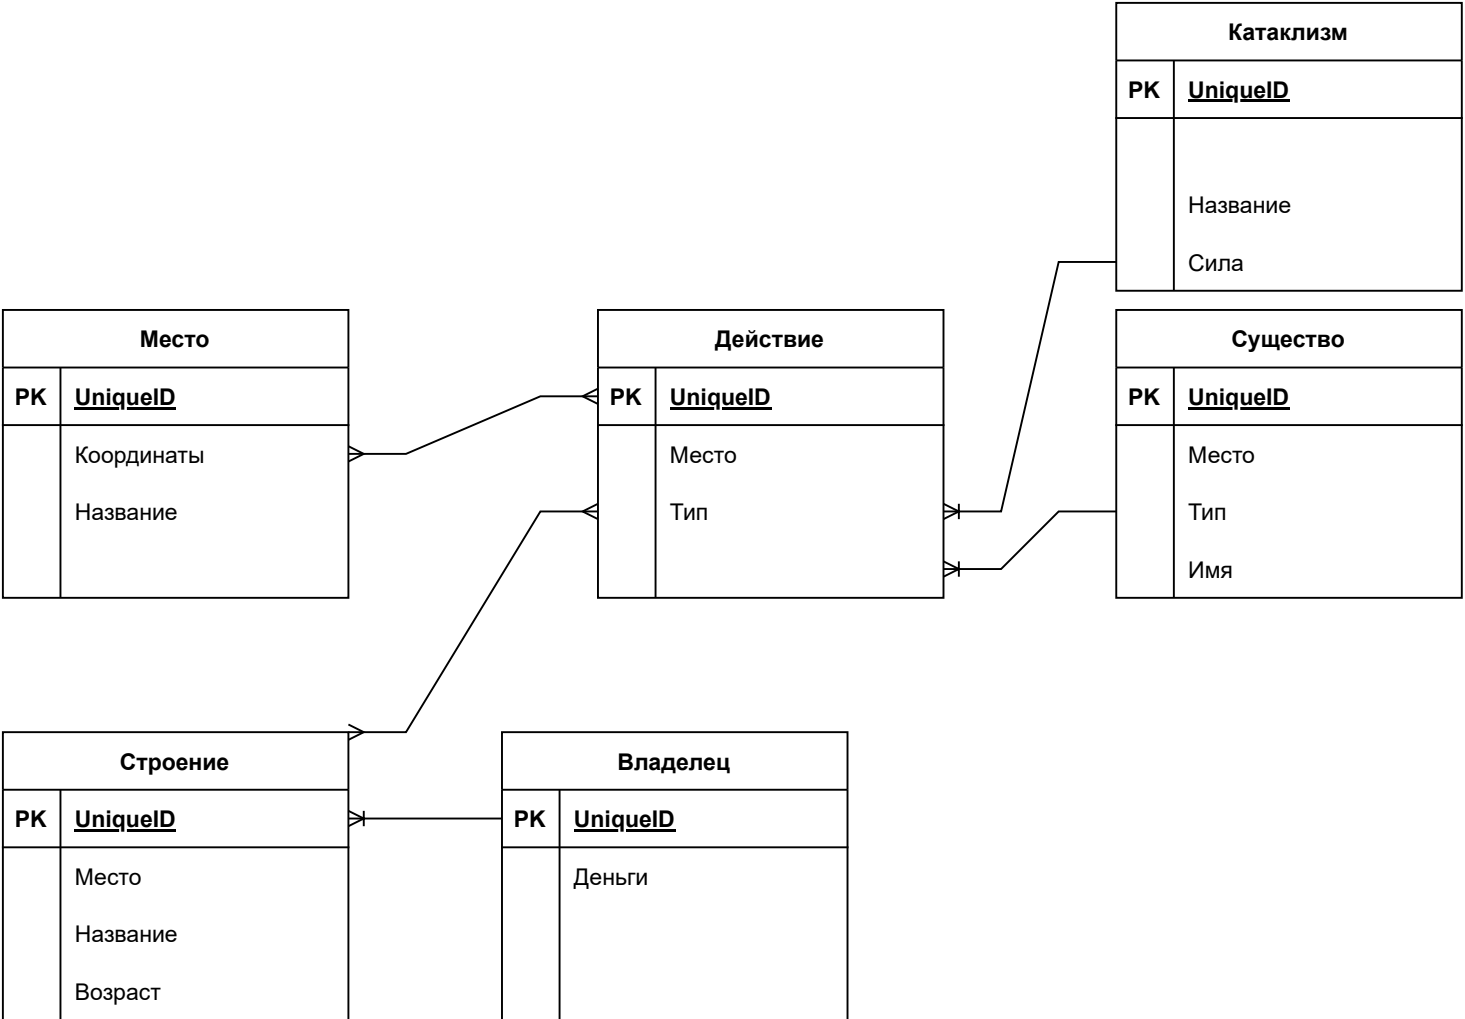 Катаклизм
PK UniqueID
Название
Сила
Место
PK UniqueID
Координаты
Название
Действие
PK UniqueID
Место
Тип
Существо
PK UniqueID
Место
Тип
Имя
Строение
PK UniqueID
Место
Название
Возраст
Владелец
PK UniqueID
Деньги